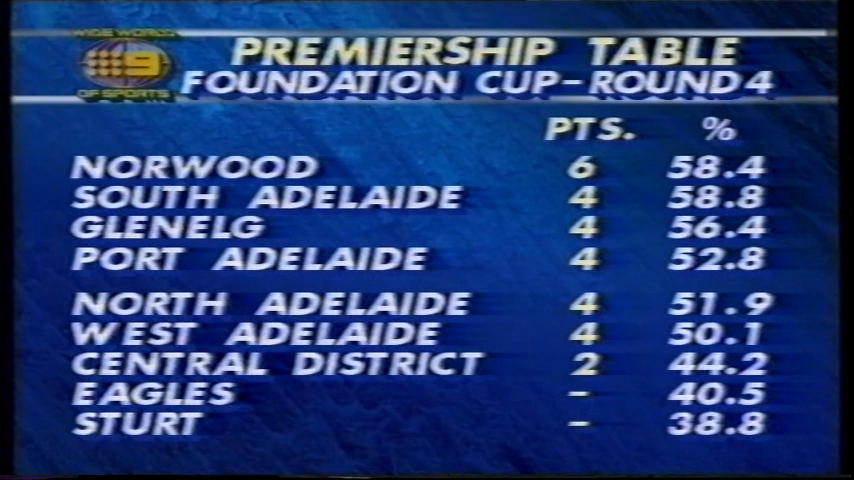 WIDE WORLD
9
OF SPORTS
PREMIERSHIP TABLE
FOUNDATION CUP-ROUND 4
PTS. %
NORWOOD 6 58.4
SOUTH ADELAIDE 4 58.8
GLENELG 4 56.4
PORT ADELAIDE 4 52.8
NORTH ADELAIDE 4 51.9
WEST ADELAIDE 4 50.1
CENTRAL DISTRICT 2 44.2
EAGLES - 40.5
STURT - 38.8